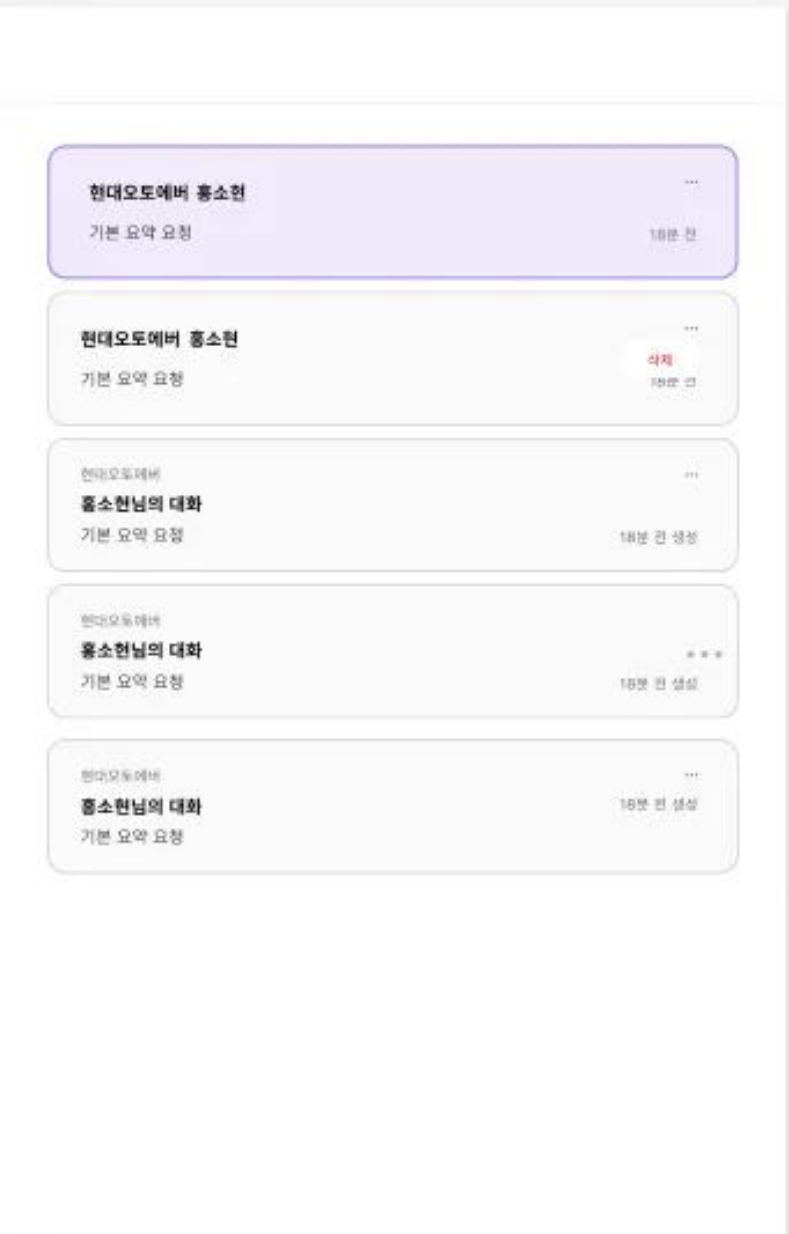 현대오토에버 홍소현
...
기본 요약 요청
18분 전
현대오토에버 홍소현
...
삭제
기본 요약 요청
18분 전
현대오토에버
...
홍소현님의 대화
기본 요약 요청
18분 전 생성
현대오토에버
홍소현님의 대화
...
기본 요약 요청
18분 전 생성
현대오토에버
...
홍소현님의 대화
18분 전 생성
기본 요약 요청